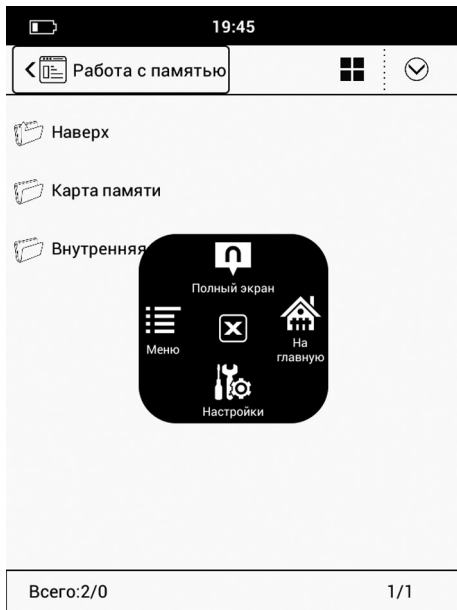 19:45
Работа с памятью
Наверх
Карта памяти
Внутренняя
Полный экран
Меню
На
главную
Настройки
Всего:2/0
1/1